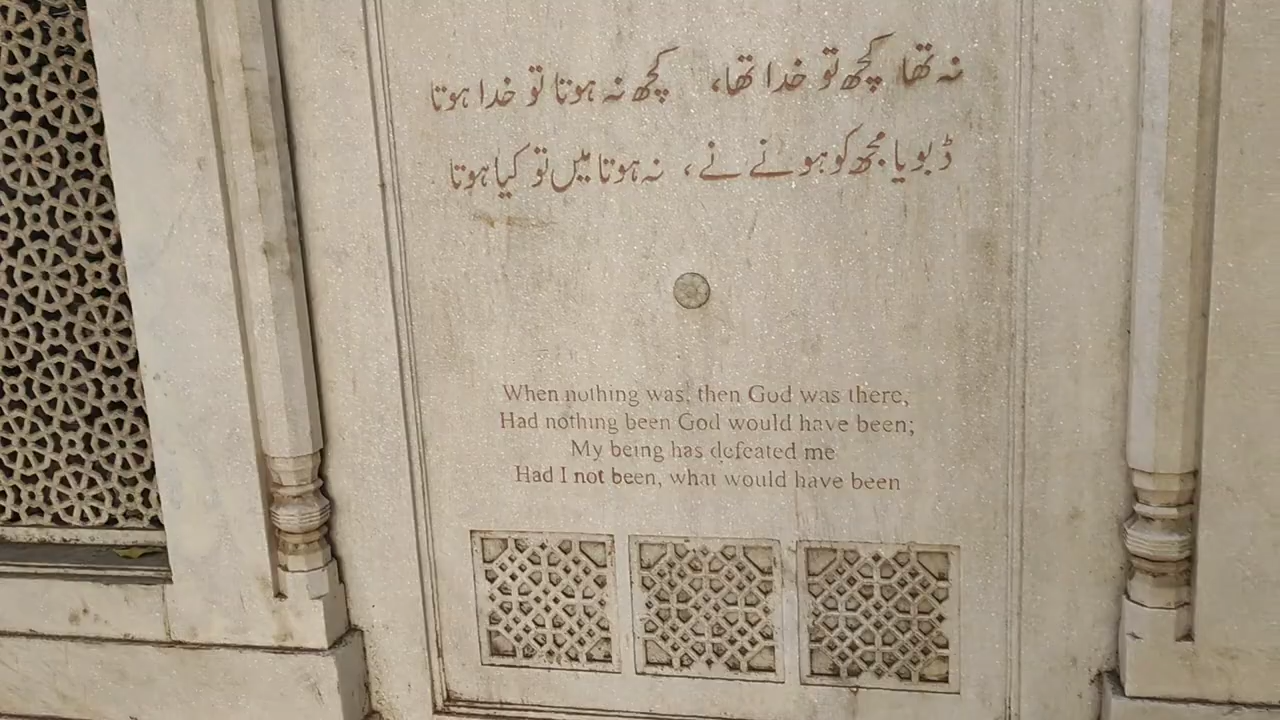 نہ تھا کچھ تو خدا تھا، کچھ نہ ہوتا تو خدا ہوتا
ڈبویا مجھ کو ہونے نے، نہ ہوتا میں تو کیا ہوتا
When nothing was, then God was there,
Had nothing been God would have been;
My being has defeated me
Had I not been, what would have been